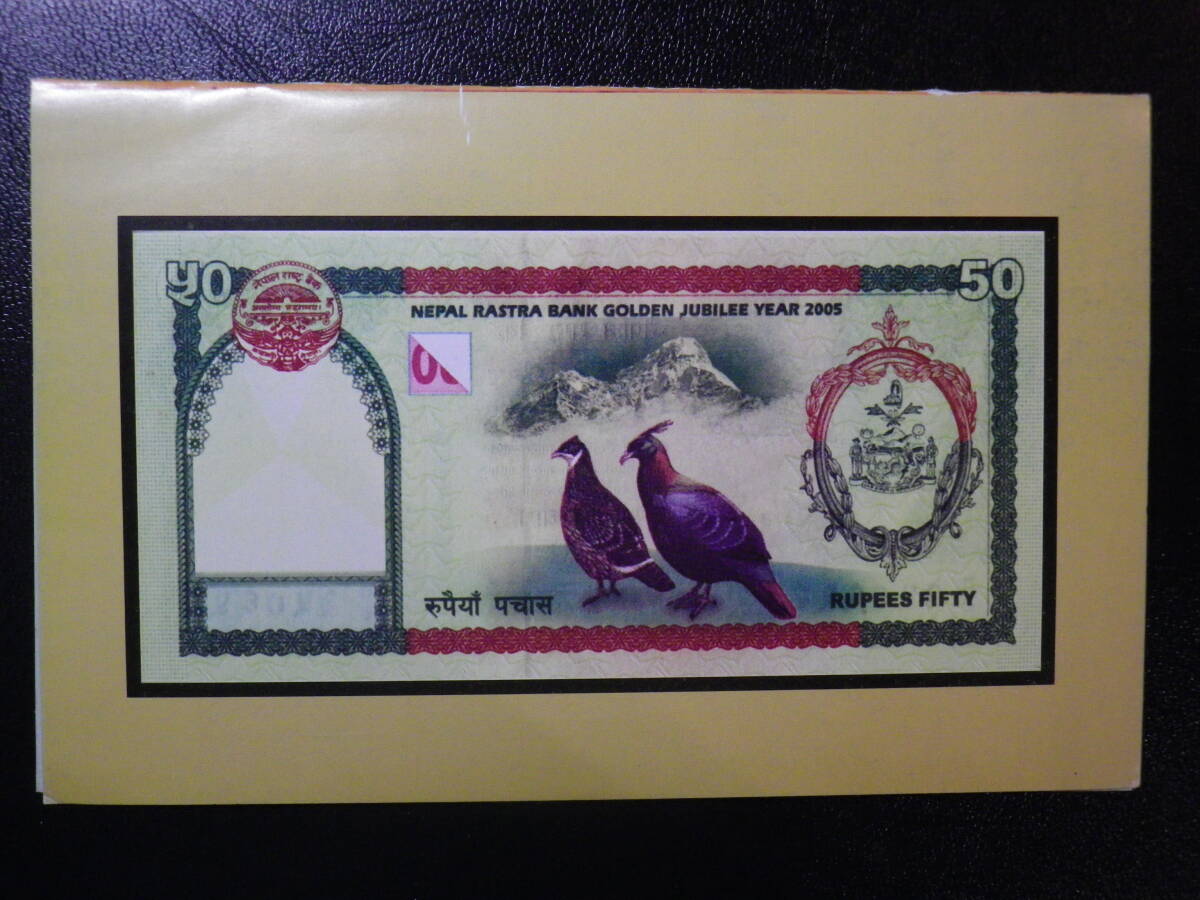 ५०
नेपाल राष्ट्र बैंक
50
NEPAL RASTRA BANK GOLDEN JUBILEE YEAR 2005
रुपैयाँ पचास
RUPEES FIFTY